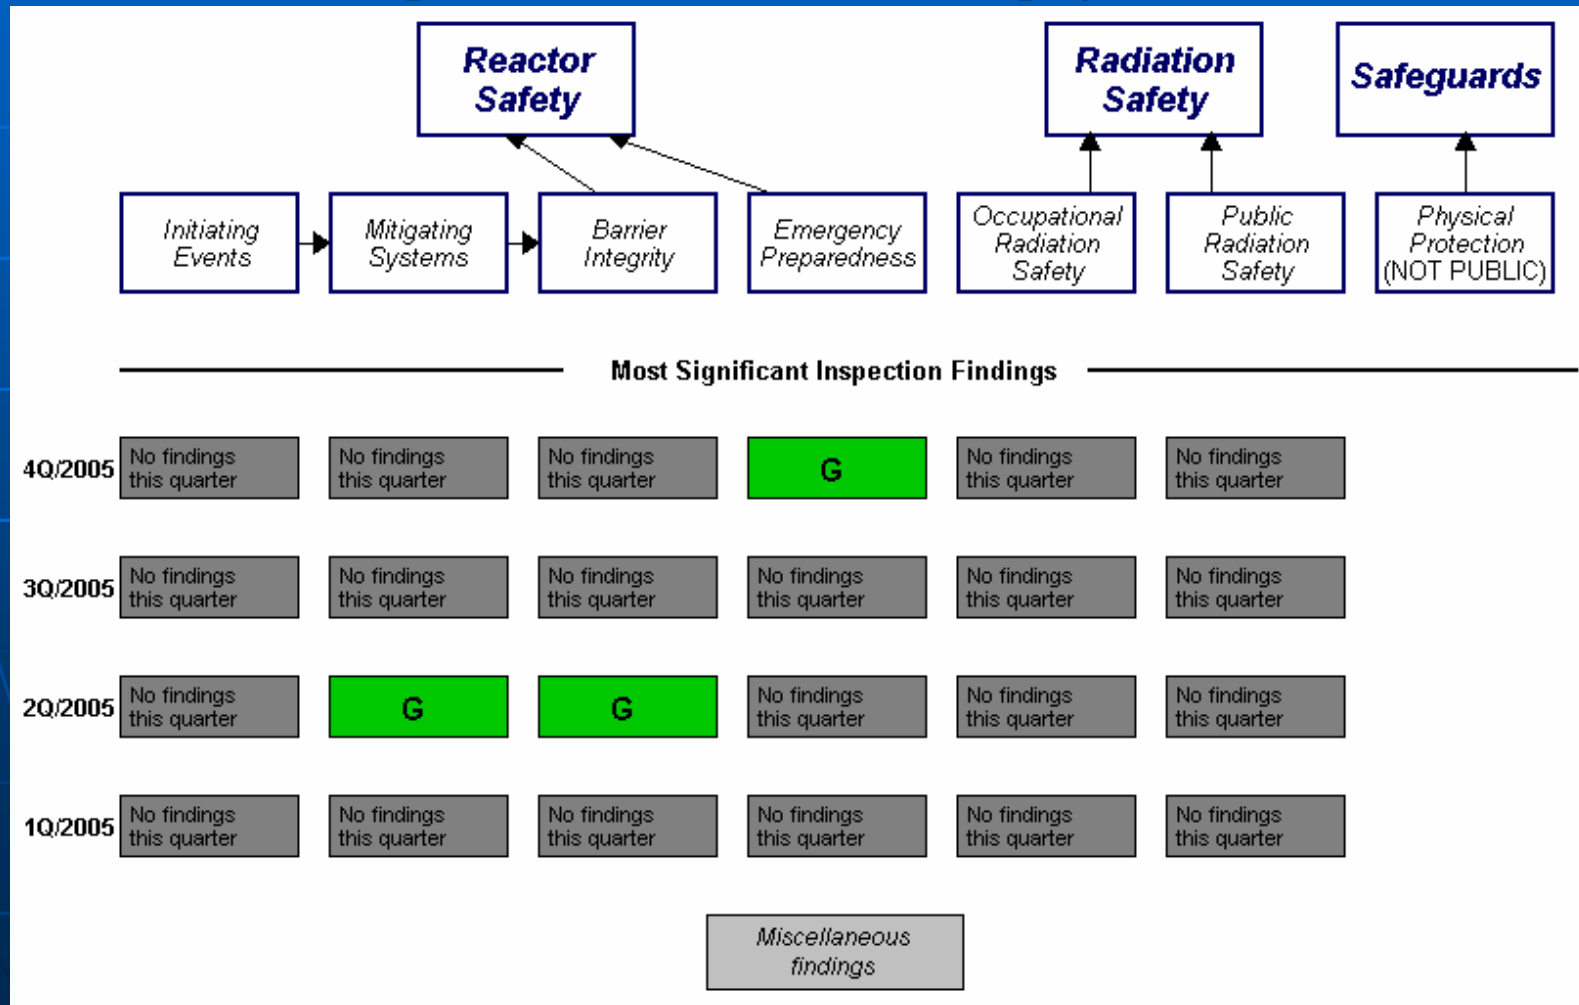 Reactor
Safety
Radiation
Safety
Safeguards
Initiating
Events
Mitigating
Systems
Barrier
Integrity
Emergency
Preparedness
Occupational
Radiation
Safety
Public
Radiation
Safety
Physical
Protection
(NOT PUBLIC)
Most Significant Inspection Findings
4Q/2005
No findings
this quarter
No findings
this quarter
No findings
this quarter
G
No findings
this quarter
No findings
this quarter
3Q/2005
No findings
this quarter
No findings
this quarter
No findings
this quarter
No findings
this quarter
No findings
this quarter
No findings
this quarter
2Q/2005
No findings
this quarter
G
G
No findings
this quarter
No findings
this quarter
No findings
this quarter
1Q/2005
No findings
this quarter
No findings
this quarter
No findings
this quarter
No findings
this quarter
No findings
this quarter
No findings
this quarter
Miscellaneous
findings